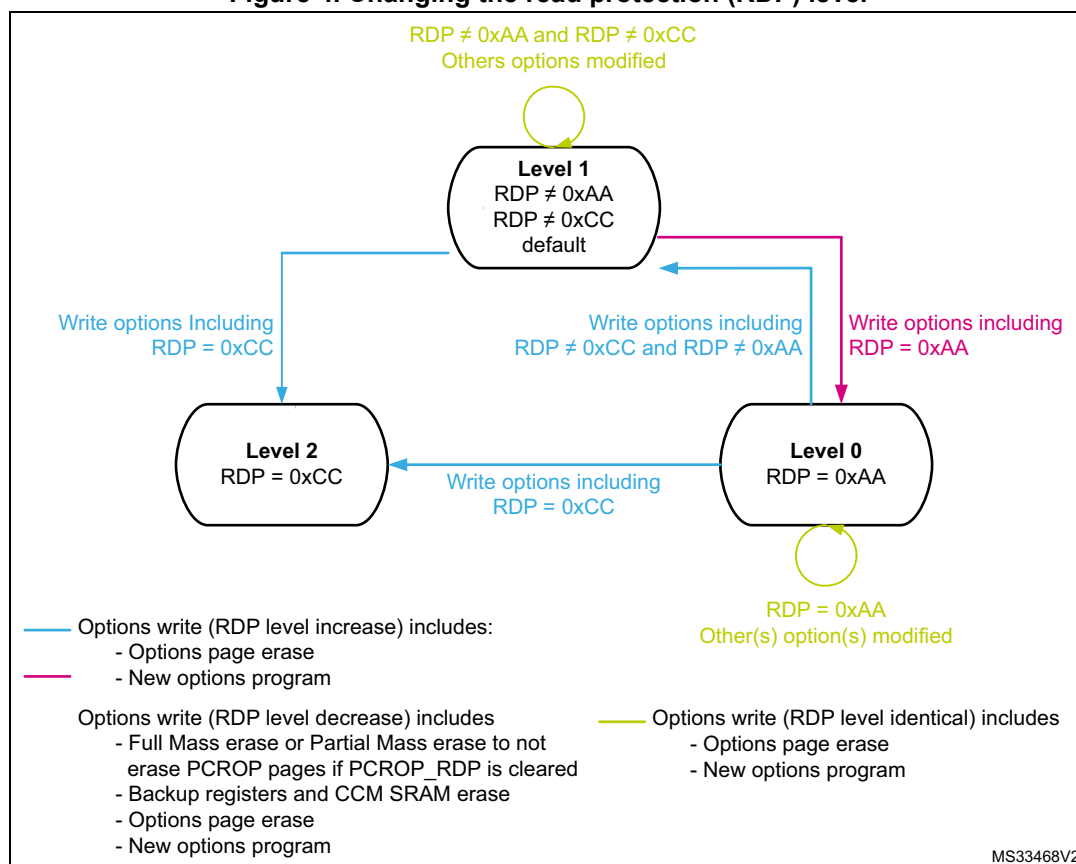 Figure 4. Changing the read protection (RDP) level
RDP ≠ 0xAA and RDP ≠ 0xCC
Others options modified
Level 1
RDP ≠ 0xAA
RDP ≠ 0xCC
default
Write options Including
RDP = 0xCC
Write options including
RDP ≠ 0xCC and RDP ≠ 0xAA
Write options including
RDP = 0xAA
Level 2
RDP = 0xCC
Level 0
RDP = 0xAA
Write options including
RDP = 0xCC
RDP = 0xAA
Other(s) option(s) modified
Options write (RDP level increase) includes:
- Options page erase
- New options program
Options write (RDP level decrease) includes
- Full Mass erase or Partial Mass erase to not
erase PCROP pages if PCROP_RDP is cleared
- Backup registers and CCM SRAM erase
- Options page erase
- New options program
Options write (RDP level identical) includes
- Options page erase
- New options program
MS33468V2